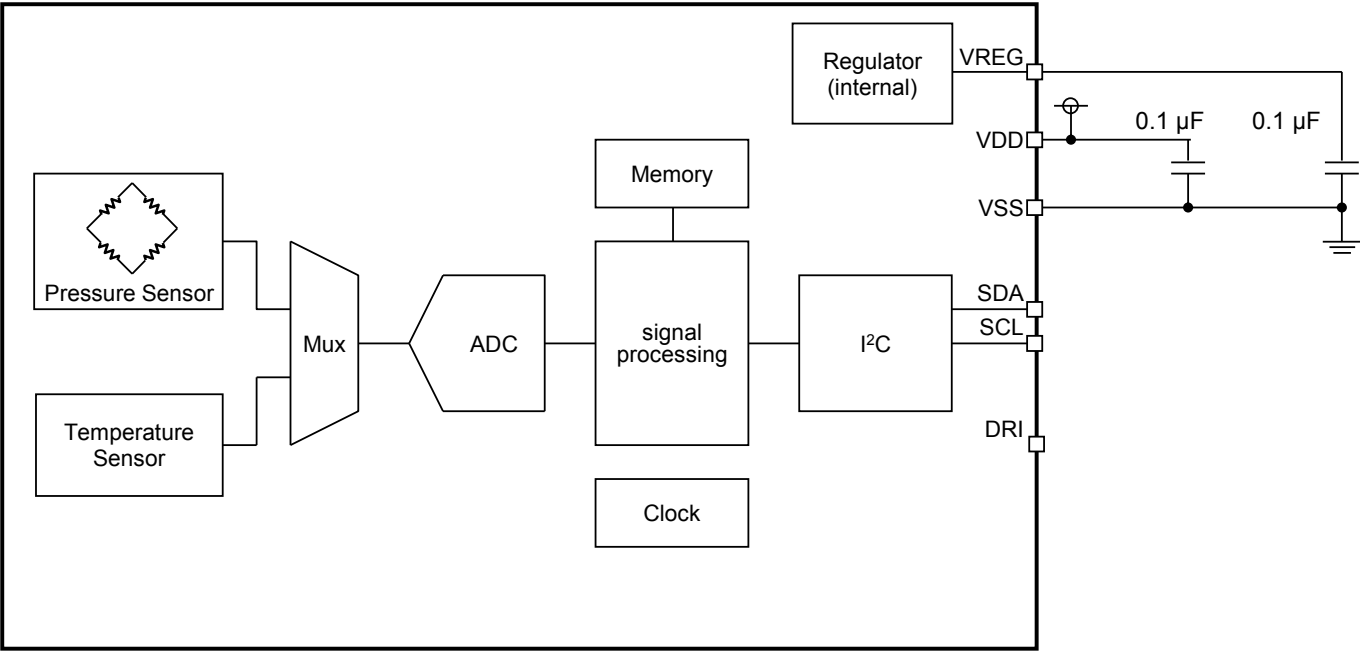 Regulator
(internal)
VREG
0.1 µF
0.1 µF
VDD
Memory
VSS
Pressure Sensor
SDA
SCL
Mux
ADC
signal
processing
I²C
Temperature
Sensor
DRI
Clock